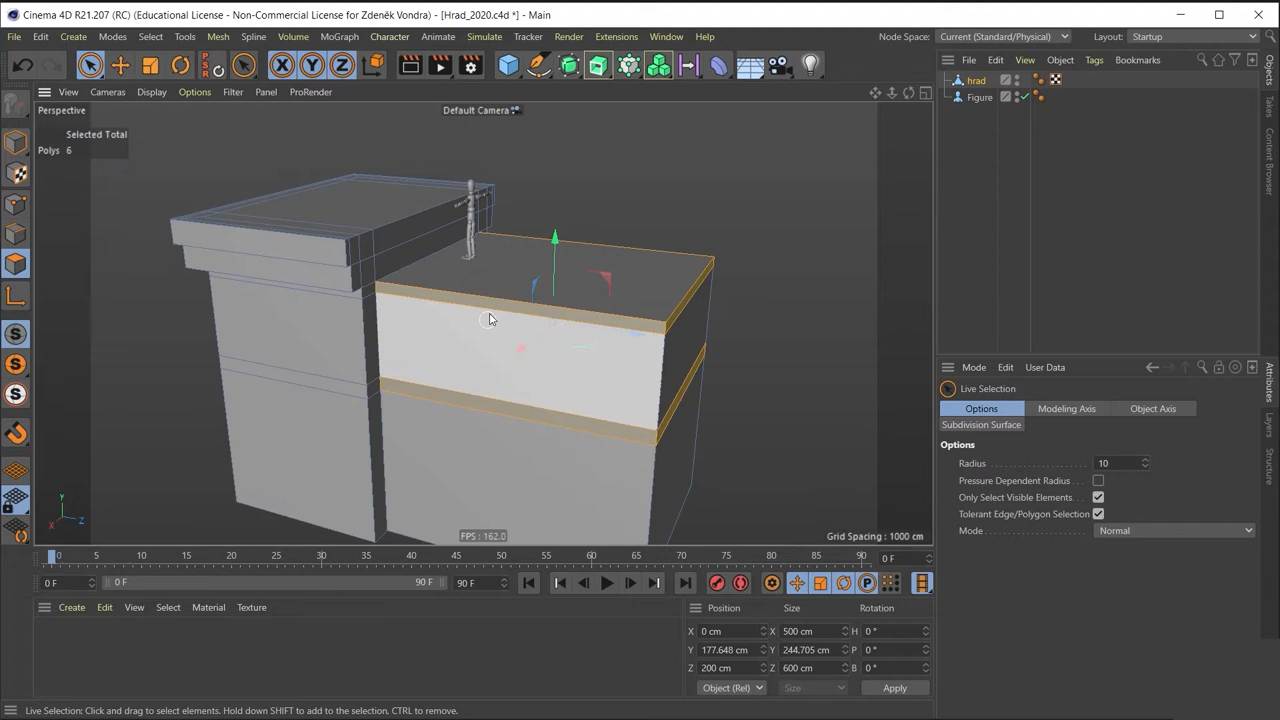 Cinema 4D R21.207 (RC) (Educational License - Non-Commercial License for Zdeněk Vondra) - [Hrad_2020.c4d *] - Main
File Edit Create Modes Select Tools Mesh Spline Volume MoGraph Character Animate Simulate Tracker Render Extensions Window Help Node Space: Current (Standard/Physical) Layout: Startup
P S R 0 X Y Z
View Cameras Display Options Filter Panel ProRender
File Edit View Object Tags Bookmarks
hrad
Figure
Perspective
Default Camera
Selected Total
Polys 6
Objects
Takes
Content Browser
Mode Edit User Data
Live Selection
Options Modeling Axis Object Axis
Subdivision Surface
Options
Radius 10
Pressure Dependent Radius
Only Select Visible Elements
Tolerant Edge/Polygon Selection
Mode Normal
Attributes
Layers
Structure
S
S
S
Y
X Z
FPS : 162.0
Grid Spacing : 1000 cm
0 5 10 15 20 25 30 35 40 45 50 55 60 65 70 75 80 85 90 0 F
0 F 0 F 90 F 90 F P
Create Edit View Select Material Texture
Position Size Rotation
X 0 cm X 500 cm H 0 °
Y 177.648 cm Y 244.705 cm P 0 °
Z 200 cm Z 600 cm B 0 °
Object (Rel) Size Apply
Live Selection: Click and drag to select elements. Hold down SHIFT to add to the selection, CTRL to remove.